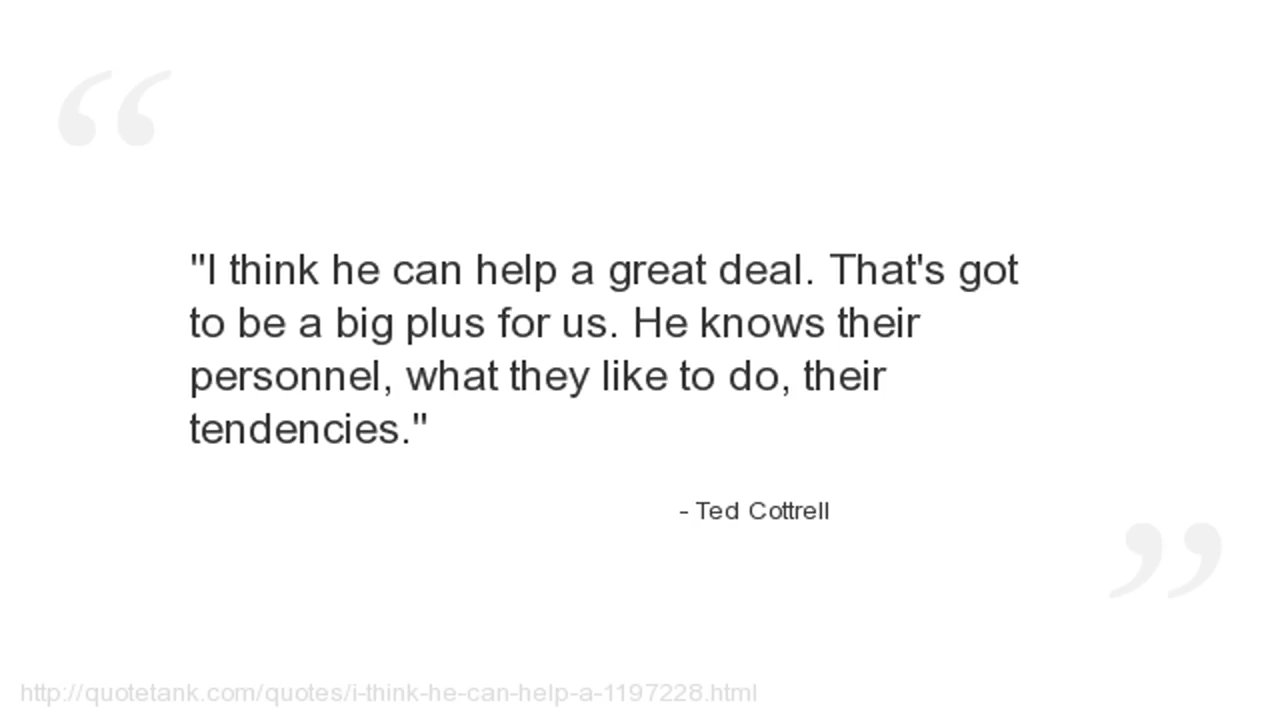 "I think he can help a great deal. That's got
to be a big plus for us. He knows their
personnel, what they like to do, their
tendencies."
- Ted Cottrell
http://quotetank.com/quotes/i-think-he-can-help-a-1197228.html